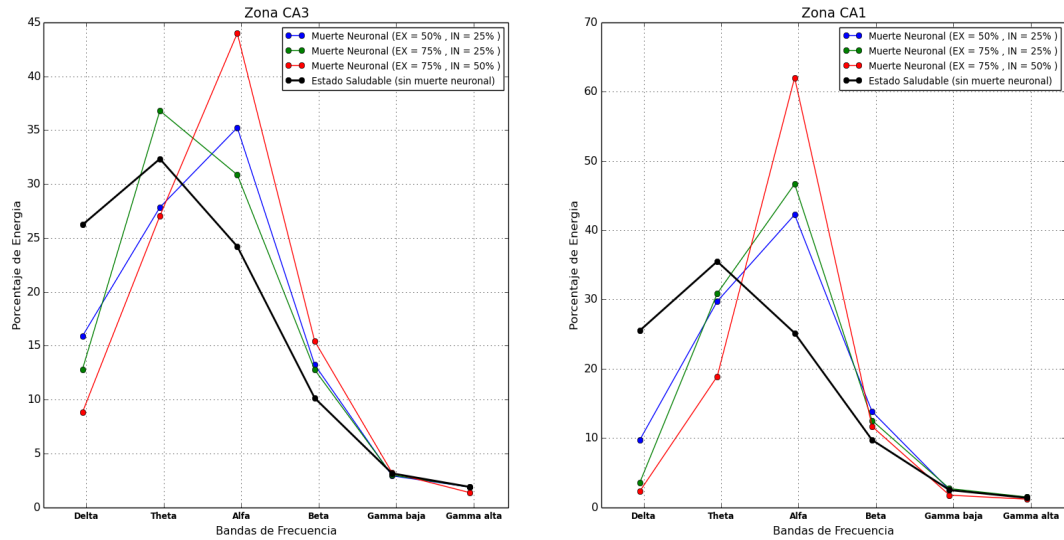 Zona CA3
45
40
35
30
25
20
15
10
5
0
Porcentaje de Energia
Muerte Neuronal (EX = 50% , IN = 25% )
Muerte Neuronal (EX = 75% , IN = 25% )
Muerte Neuronal (EX = 75% , IN = 50% )
Estado Saludable (sin muerte neuronal)
Delta Theta Alfa Beta Gamma baja Gamma alta
Bandas de Frecuencia
Zona CA1
70
60
50
40
30
20
10
0
Porcentaje de Energia
Muerte Neuronal (EX = 50% , IN = 25% )
Muerte Neuronal (EX = 75% , IN = 25% )
Muerte Neuronal (EX = 75% , IN = 50% )
Estado Saludable (sin muerte neuronal)
Delta Theta Alfa Beta Gamma baja Gamma alta
Bandas de Frecuencia